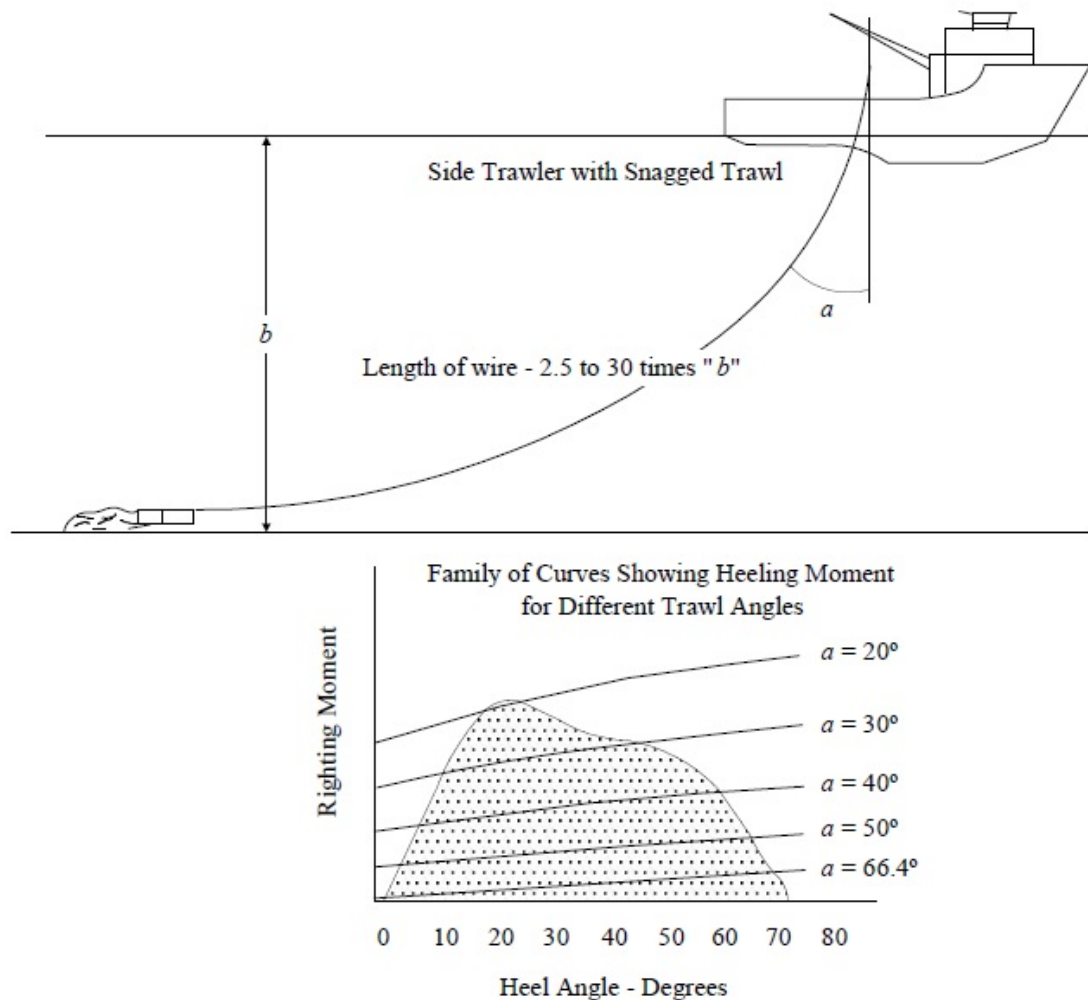 Side Trawler with Snagged Trawl
a
b
Length of wire - 2.5 to 30 times "b"
Family of Curves Showing Heeling Moment
for Different Trawl Angles
Righting Moment
a = 20º
a = 30º
a = 40º
a = 50º
a = 66.4º
0 10 20 30 40 50 60 70 80
Heel Angle - Degrees